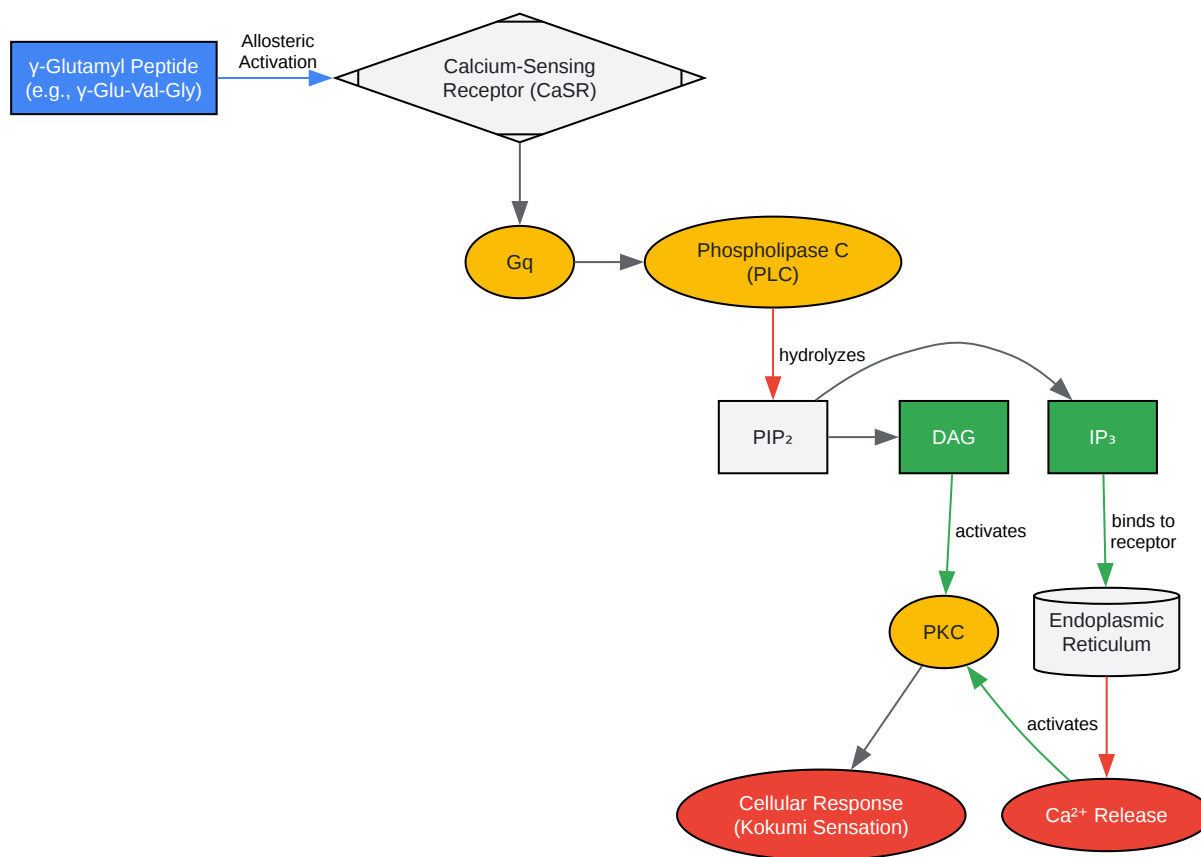 γ-Glutamyl Peptide
(e.g., γ-Glu-Val-Gly)
Allosteric
Activation
Calcium-Sensing
Receptor (CaSR)
Gq
Phospholipase C
(PLC)
hydrolyzes
PIP₂
DAG
IP₃
activates
binds to
receptor
PKC
Endoplasmic
Reticulum
activates
Cellular Response
(Kokumi Sensation)
Ca²⁺ Release